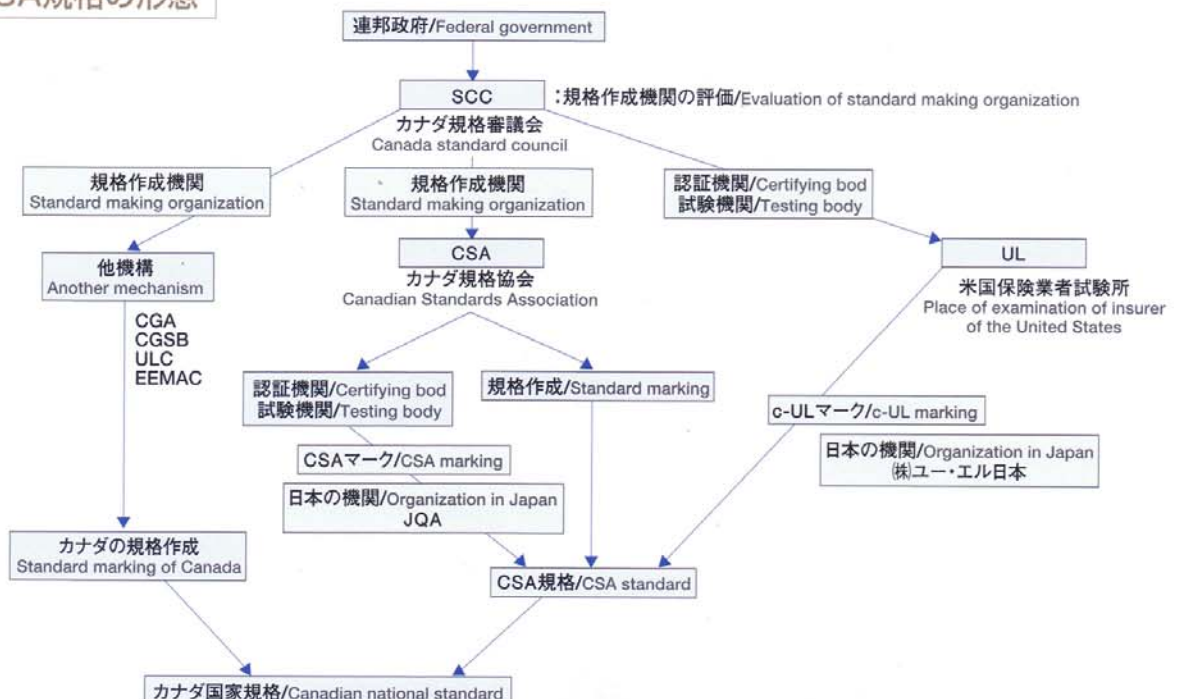 SA規格の形態
連邦政府/Federal government
SCC
:規格作成機関の評価/Evaluation of standard making organization
カナダ規格審議会
Canada standard council
規格作成機関
Standard making organization
規格作成機関
Standard making organization
認証機関/Certifying bod
試験機関/Testing body
他機構
Another mechanism
CSA
カナダ規格協会
Canadian Standards Association
UL
米国保険業者試験所
Place of examination of insurer
of the United States
CGA
CGSB
ULC
EEMAC
認証機関/Certifying bod
試験機関/Testing body
規格作成/Standard marking
c-ULマーク/c-UL marking
CSAマーク/CSA marking
日本の機関/Organization in Japan
㈱ユー・エル日本
日本の機関/Organization in Japan
JQA
カナダの規格作成
Standard marking of Canada
CSA規格/CSA standard
カナダ国家規格/Canadian national standard